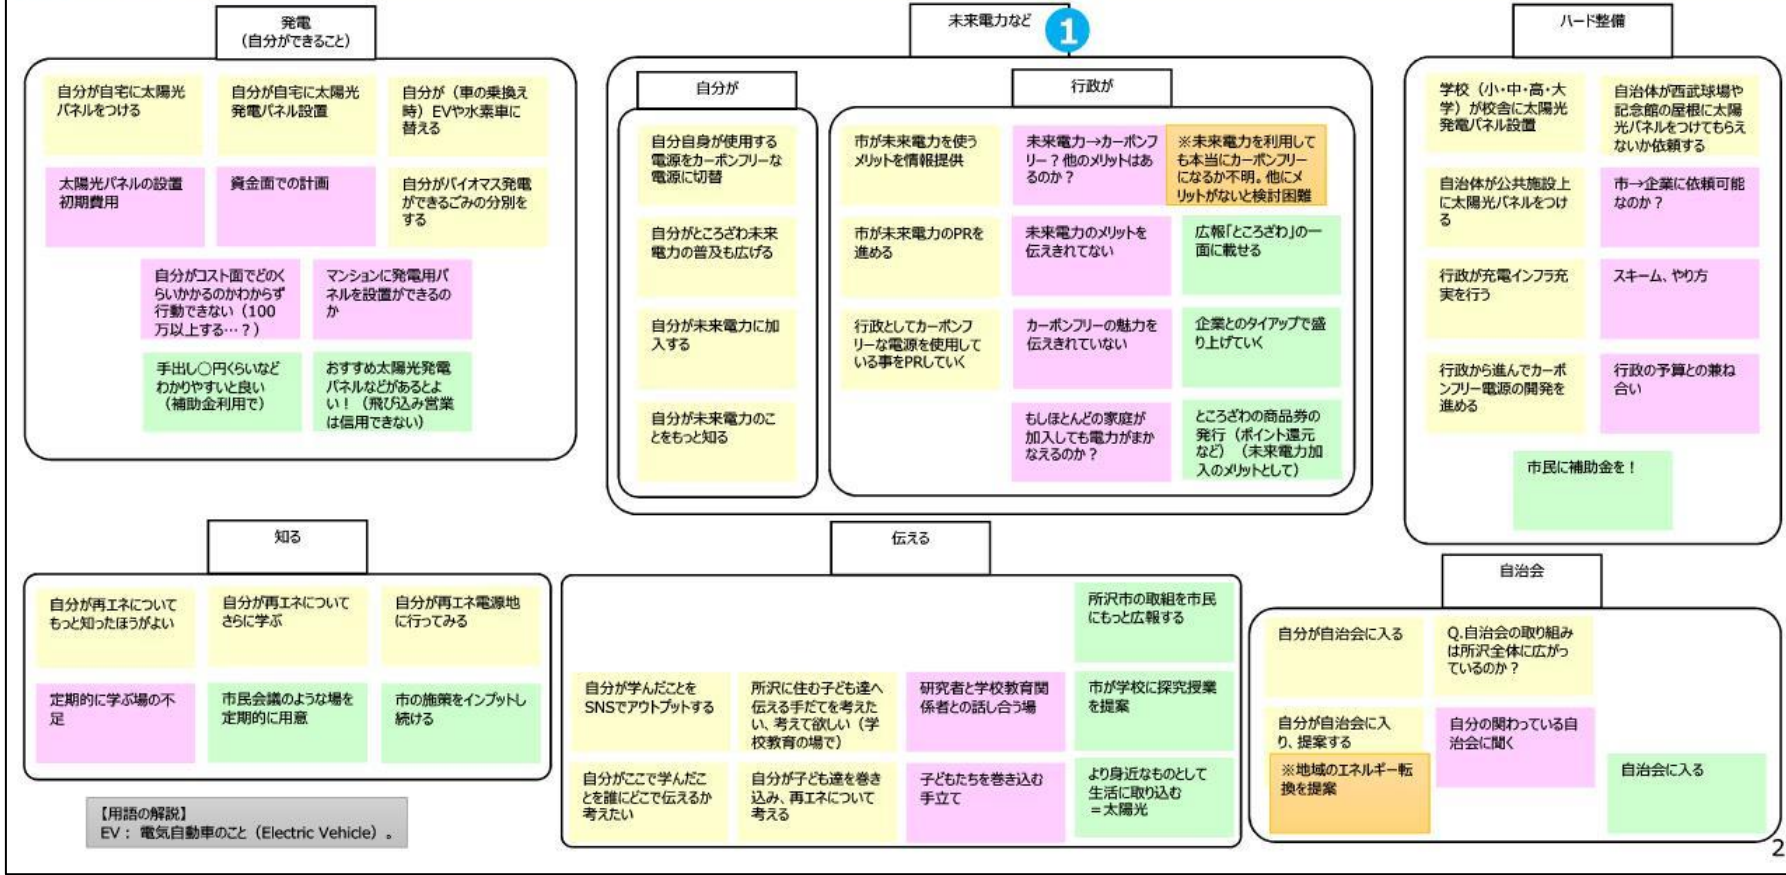 発電
（自分ができること）
自分が自宅に太陽光
パネルをつける
自分が自宅に太陽光
発電パネル設置
自分が（車の乗換え
時）EVや水素車に
替える
太陽光パネルの設置
初期費用
資金面での計画
自分がバイオマス発電
ができるごみの分別を
する
自分がコスト面でどのく
らいかかるのかわからず
行動できない（100
万以上する…？）
マンションに発電用パ
ネルを設置ができるの
か
手出し○円くらいなど
わかりやすいと良い
（補助金利用で）
おすすめ太陽光発電
パネルなどがあるとよ
い！（飛び込み営業
は信用できない）
未来電力など
1
自分が
自分自身が使用する
電源をカーボンフリーな
電源に切替
自分がところざわ未来
電力の普及も広げる
自分が未来電力に加
入する
自分が未来電力のこ
とをもっと知る
行政が
市が未来電力を使う
メリットを情報提供
未来電力→カーボンフ
リー？他のメリットはあ
るのか？
※未来電力を利用して
も本当にカーボンフリー
になるか不明。他にメ
リットがないと検討困難
市が未来電力のPRを
進める
未来電力のメリットを
伝えきれてない
広報「ところざわ」の一
面に載せる
行政としてカーボンフ
リーな電源を使用して
いる事をPRしていく
カーボンフリーの魅力を
伝えきれていない
企業とのタイアップで盛
り上げていく
もしほとんどの家庭が
加入しても電力がまか
なえるのか？
ところざわの商品券の
発行（ポイント還元
など）（未来電力加
入のメリットとして）
ハード整備
学校（小・中・高・大
学）が校舎に太陽光
発電パネル設置
自治体が西武球場や
記念館の屋根に太陽
光パネルをつけてもらえ
ないか依頼する
自治体が公共施設上
に太陽光パネルをつけ
る
市→企業に依頼可能
なのか？
行政が充電インフラ充
実を行う
スキーム、やり方
行政から進んでカーボ
ンフリー電源の開発を
進める
行政の予算との兼ね
合い
市民に補助金を！
知る
自分が再エネについて
もっと知ったほうがよい
自分が再エネについて
さらに学ぶ
自分が再エネ電源地
に行ってみる
定期的に学ぶ場の不
足
市民会議のような場を
定期的に用意
市の施策をインプットし
続ける
【用語の解説】
EV： 電気自動車のこと（Electric Vehicle）。
伝える
所沢市の取組を市民
にもっと広報する
自分が学んだことを
SNSでアウトプットする
所沢に住む子ども達へ
伝える手だてを考えた
い、考えて欲しい（学
校教育の場で）
研究者と学校教育関
係者との話し合う場
市が学校に探究授業
を提案
自分がここで学んだこ
とを誰にどこで伝えるか
考えたい
自分が子ども達を巻き
込み、再エネについて
考える
子どもたちを巻き込む
手立て
より身近なものとして
生活に取り込む
＝太陽光
自治会
自分が自治会に入る
Q.自治会の取り組み
は所沢全体に広がっ
ているのか？
自分が自治会に入
り、提案する
自分の関わっている自
治会に聞く
※地域のエネルギー転
換を提案
自治会に入る
2